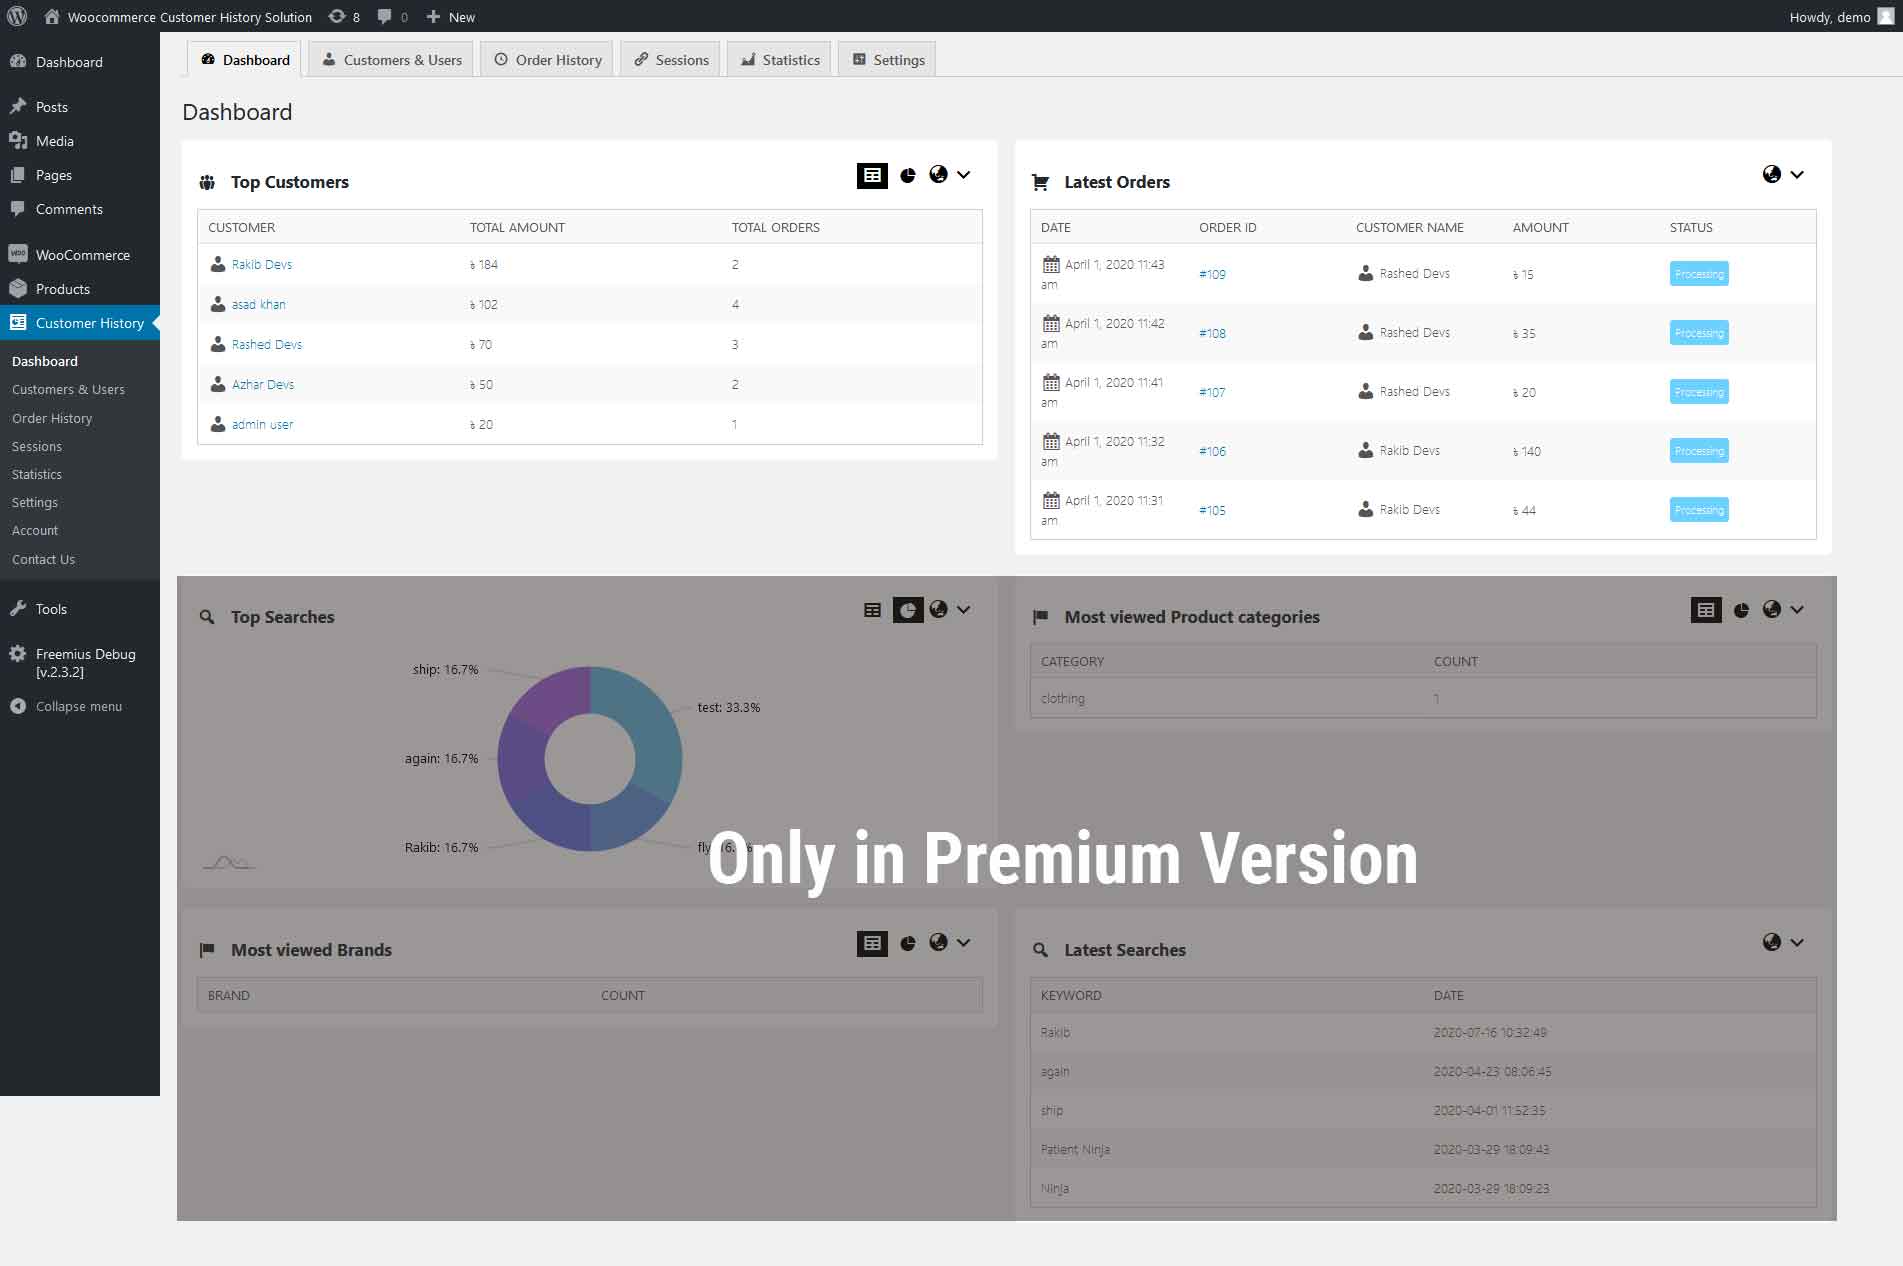 Woocommerce Customer History Solution 8 0 New Howdy, demo
Dashboard
Posts
Media
Pages
Comments
WooCommerce
Products
Customer History
Dashboard
Customers & Users
Order History
Sessions
Statistics
Settings
Account
Contact Us
Tools
Freemius Debug
[v.2.3.2]
Collapse menu
Dashboard Customers & Users Order History Sessions Statistics Settings
Dashboard
Top Customers
CUSTOMER TOTAL AMOUNT TOTAL ORDERS
Rakib Devs ৳ 184 2
asad khan ৳ 102 4
Rashed Devs ৳ 70 3
Azhar Devs ৳ 50 2
admin user ৳ 20 1
Latest Orders
DATE ORDER ID CUSTOMER NAME AMOUNT STATUS
April 1, 2020 11:43
am
#109 Rashed Devs ৳ 15 Processing
April 1, 2020 11:42
am
#108 Rashed Devs ৳ 35 Processing
April 1, 2020 11:41
am
#107 Rashed Devs ৳ 20 Processing
April 1, 2020 11:32
am
#106 Rakib Devs ৳ 140 Processing
April 1, 2020 11:31
am
#105 Rakib Devs ৳ 44 Processing
Top Searches
ship: 16.7%
test: 33.3%
again: 16.7%
Rakib: 16.7%
Most viewed Product categories
CATEGORY COUNT
clothing 1
Only in Premium Version
Most viewed Brands
BRAND COUNT
Latest Searches
KEYWORD DATE
Rakib 2020-07-16 10:32:49
again 2020-04-23 08:06:45
ship 2020-04-01 11:52:35
Patient Ninja 2020-03-29 18:09:43
Ninja 2020-03-29 18:09:23